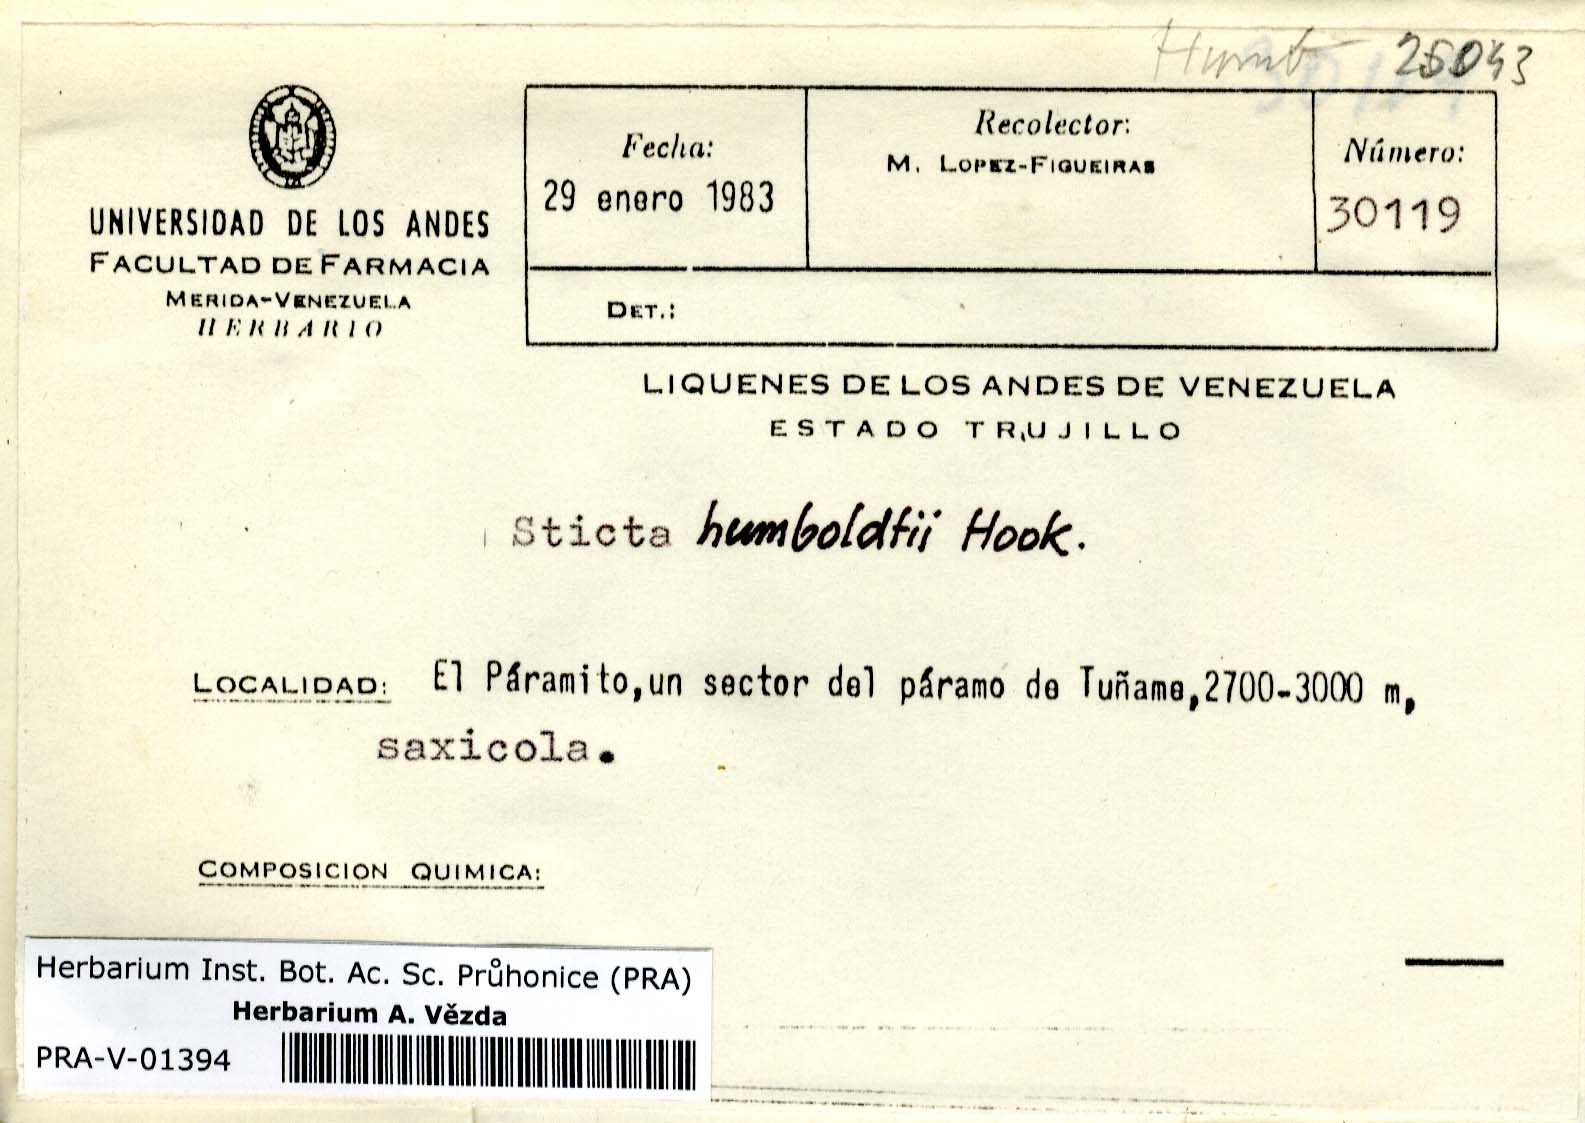 Humb 25043
UNIVERSIDAD DE LOS ANDES
FACULTAD DE FARMACIA
MERIDA-VENEZUELA
HERBARIO
Fecha:
29 enero 1983
Recolector:
M. LOPEZ-FIGUEIRAS
Número:
30119
DET.:
LIQUENES DE LOS ANDES DE VENEZUELA
ESTADO TRUJILLO
Sticta humboldtii Hook.
LOCALIDAD: El Páramito, un sector del páramo de Tuñame, 2700-3000 m,
saxicola.
COMPOSICION QUIMICA:
Herbarium Inst. Bot. Ac. Sc. Průhonice (PRA)
Herbarium A. Vězda
PRA-V-01394